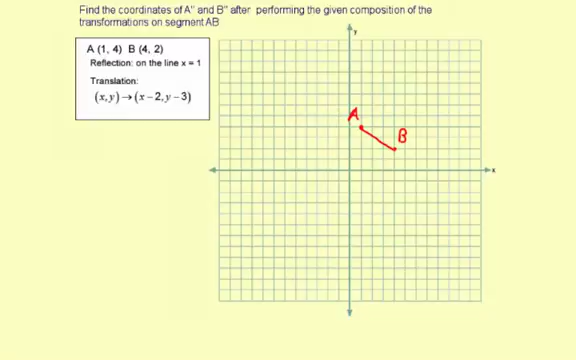 Find the coordinates of A" and B" after performing the given composition of the
transformations on segment AB
A (1, 4) B (4, 2)
Reflection: on the line x = 1
Translation:
(x, y) → (x − 2, y − 3)
y
A
B
x